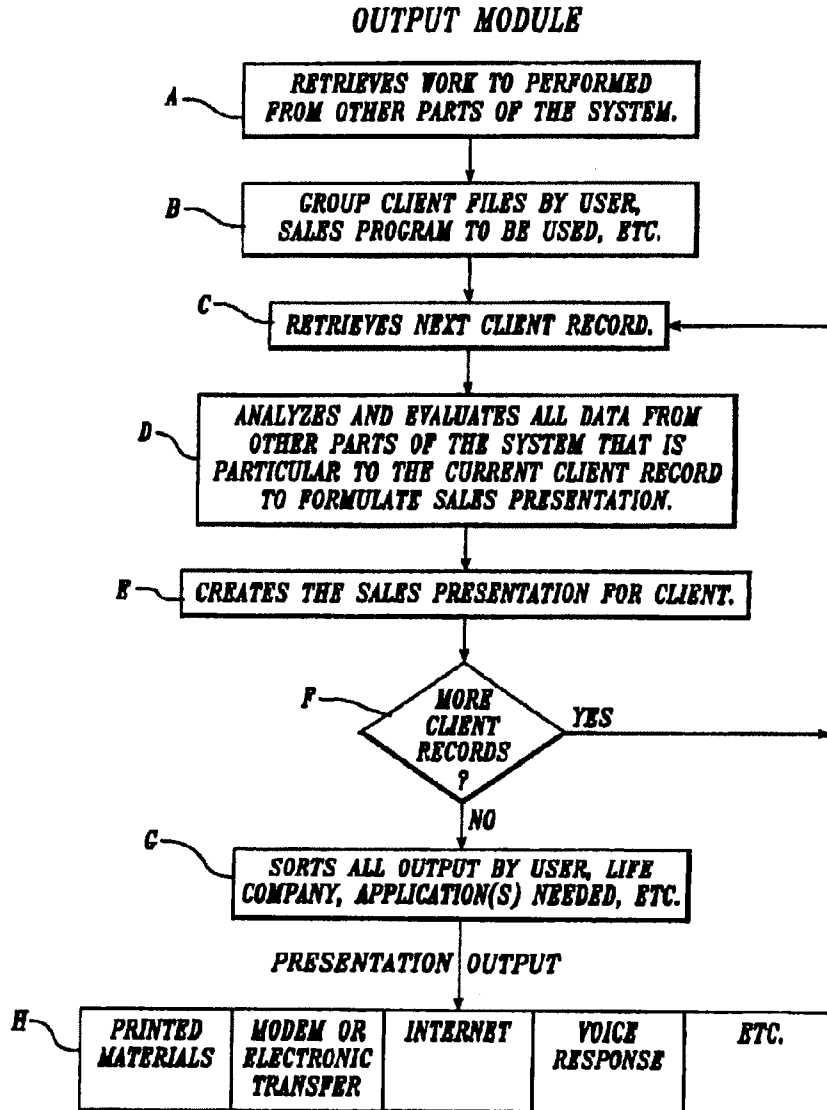 OUTPUT MODULE
A
RETRIEVES WORK TO PERFORMED
FROM OTHER PARTS OF THE SYSTEM.
B
GROUP CLIENT FILES BY USER,
SALES PROGRAM TO BE USED, ETC.
C
RETRIEVES NEXT CLIENT RECORD.
D
ANALYZES AND EVALUATES ALL DATA FROM
OTHER PARTS OF THE SYSTEM THAT IS
PARTICULAR TO THE CURRENT CLIENT RECORD
TO FORMULATE SALES PRESENTATION.
E
CREATES THE SALES PRESENTATION FOR CLIENT.
F
MORE
CLIENT
RECORDS
?
YES
NO
G
SORTS ALL OUTPUT BY USER, LIFE
COMPANY, APPLICATION(S) NEEDED, ETC.
PRESENTATION OUTPUT
H
PRINTED
MATERIALS
MODEM OR
ELECTRONIC
TRANSFER
INTERNET
VOICE
RESPONSE
ETC.